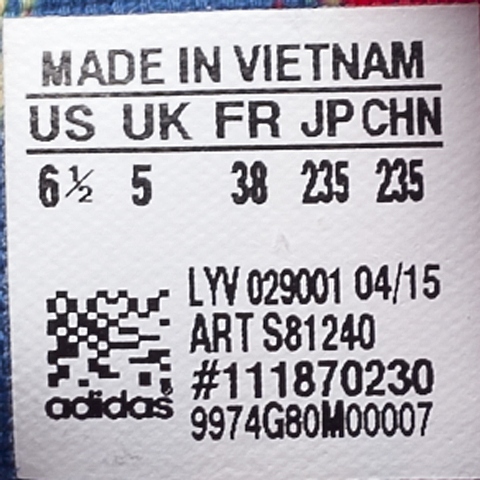 MADE IN VIETNAM
US UK FR JP CHN
6½ 5 38 235 235
LYV 029001 04/15
ART S81240
#111870230
adidas
9974G80M00007